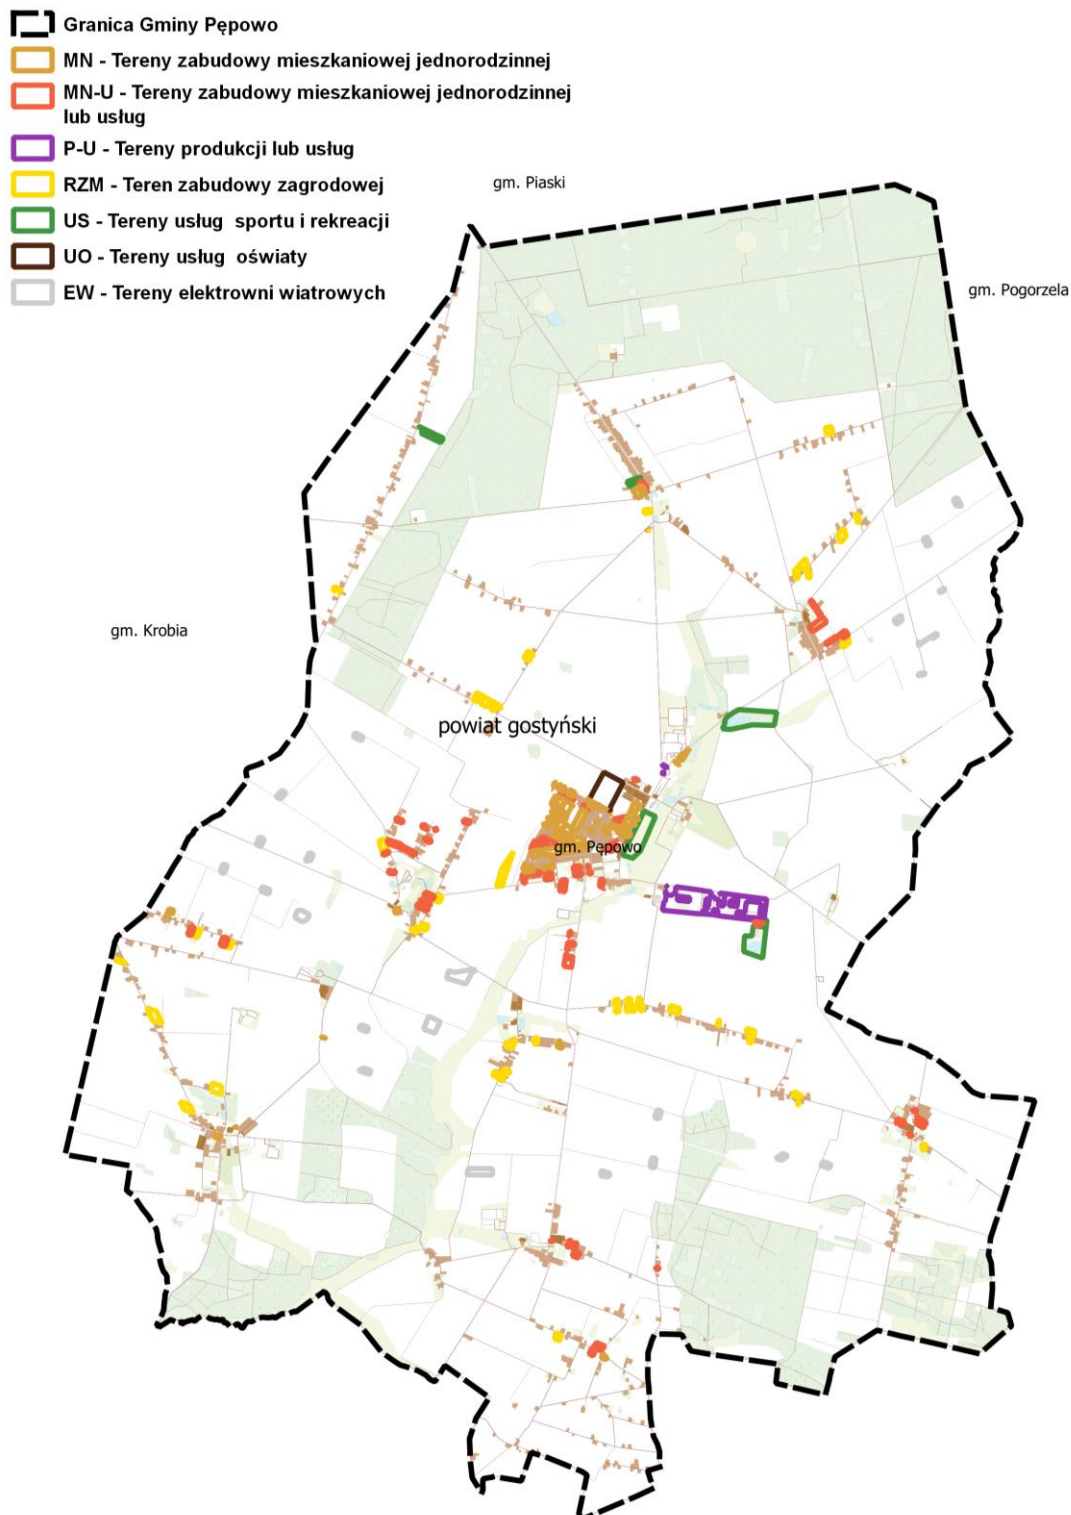 Granica Gminy Pępowo
MN - Tereny zabudowy mieszkaniowej jednorodzinnej
MN-U - Tereny zabudowy mieszkaniowej jednorodzinnej
lub usług
P-U - Tereny produkcji lub usług
RZM - Teren zabudowy zagrodowej
US - Tereny usług sportu i rekreacji
UO - Tereny usług oświaty
EW - Tereny elektrowni wiatrowych
gm. Piaski
gm. Pogorzela
gm. Krobia
powiat gostyński
gm. Pępowo